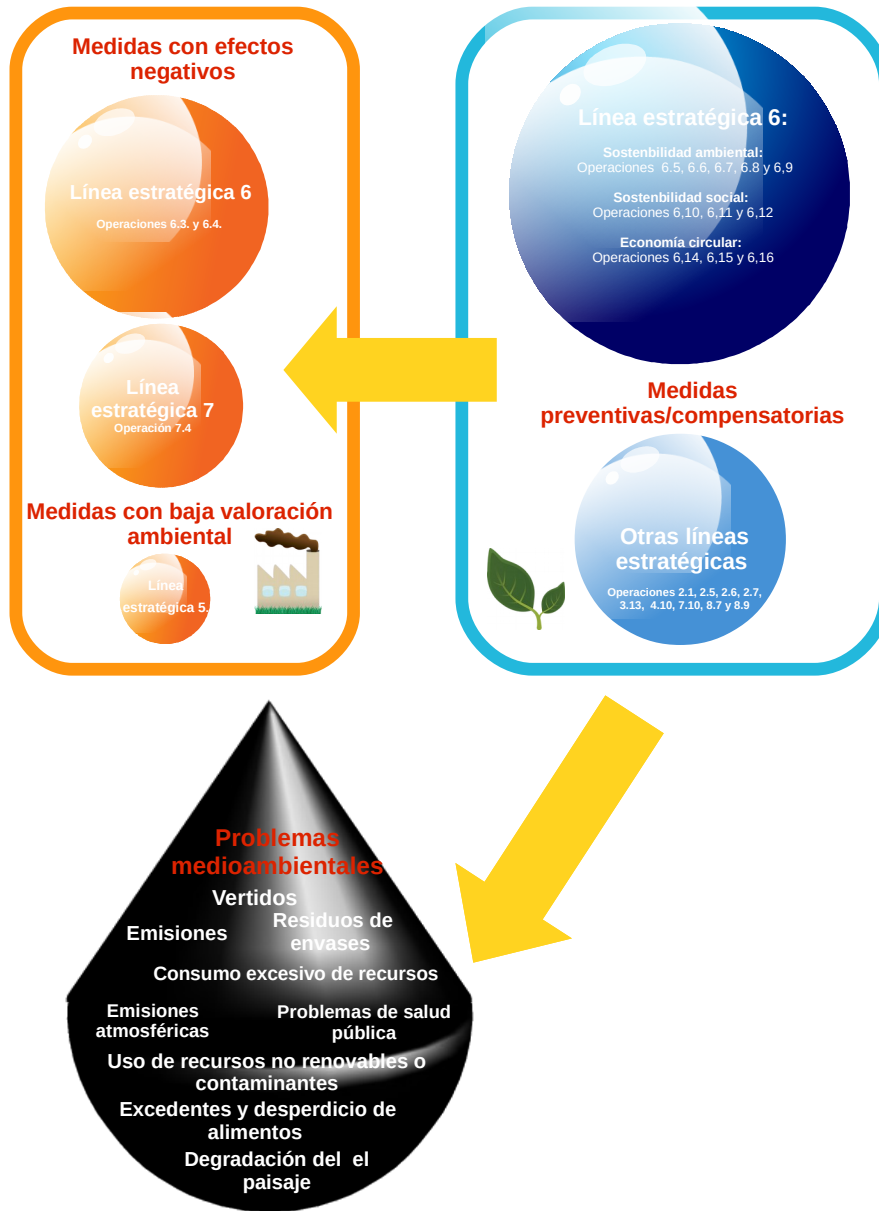 Medidas con efectos
negativos
Línea estratégica 6
Operaciones 6.3. y 6.4.
Línea
estratégica 7
Operación 7.4
Medidas con baja valoración
ambiental
Línea
estratégica 5.
Línea estratégica 6:
Sostenbilidad ambiental:
Operaciones 6.5, 6.6, 6.7, 6.8 y 6,9
Sostenbilidad social:
Operaciones 6,10, 6,11 y 6,12
Economía circular:
Operaciones 6,14, 6,15 y 6,16
Medidas
preventivas/compensatorias
Otras líneas
estratégicas
Operaciones 2.1, 2.5, 2.6, 2.7,
3.13, 4.10, 7.10, 8.7 y 8.9
Problemas
medioambientales
Vertidos
Emisiones
Residuos de
envases
Consumo excesivo de recursos
Emisiones
atmosféricas
Problemas de salud
pública
Uso de recursos no renovables o
contaminantes
Excedentes y desperdicio de
alimentos
Degradación del el
paisaje